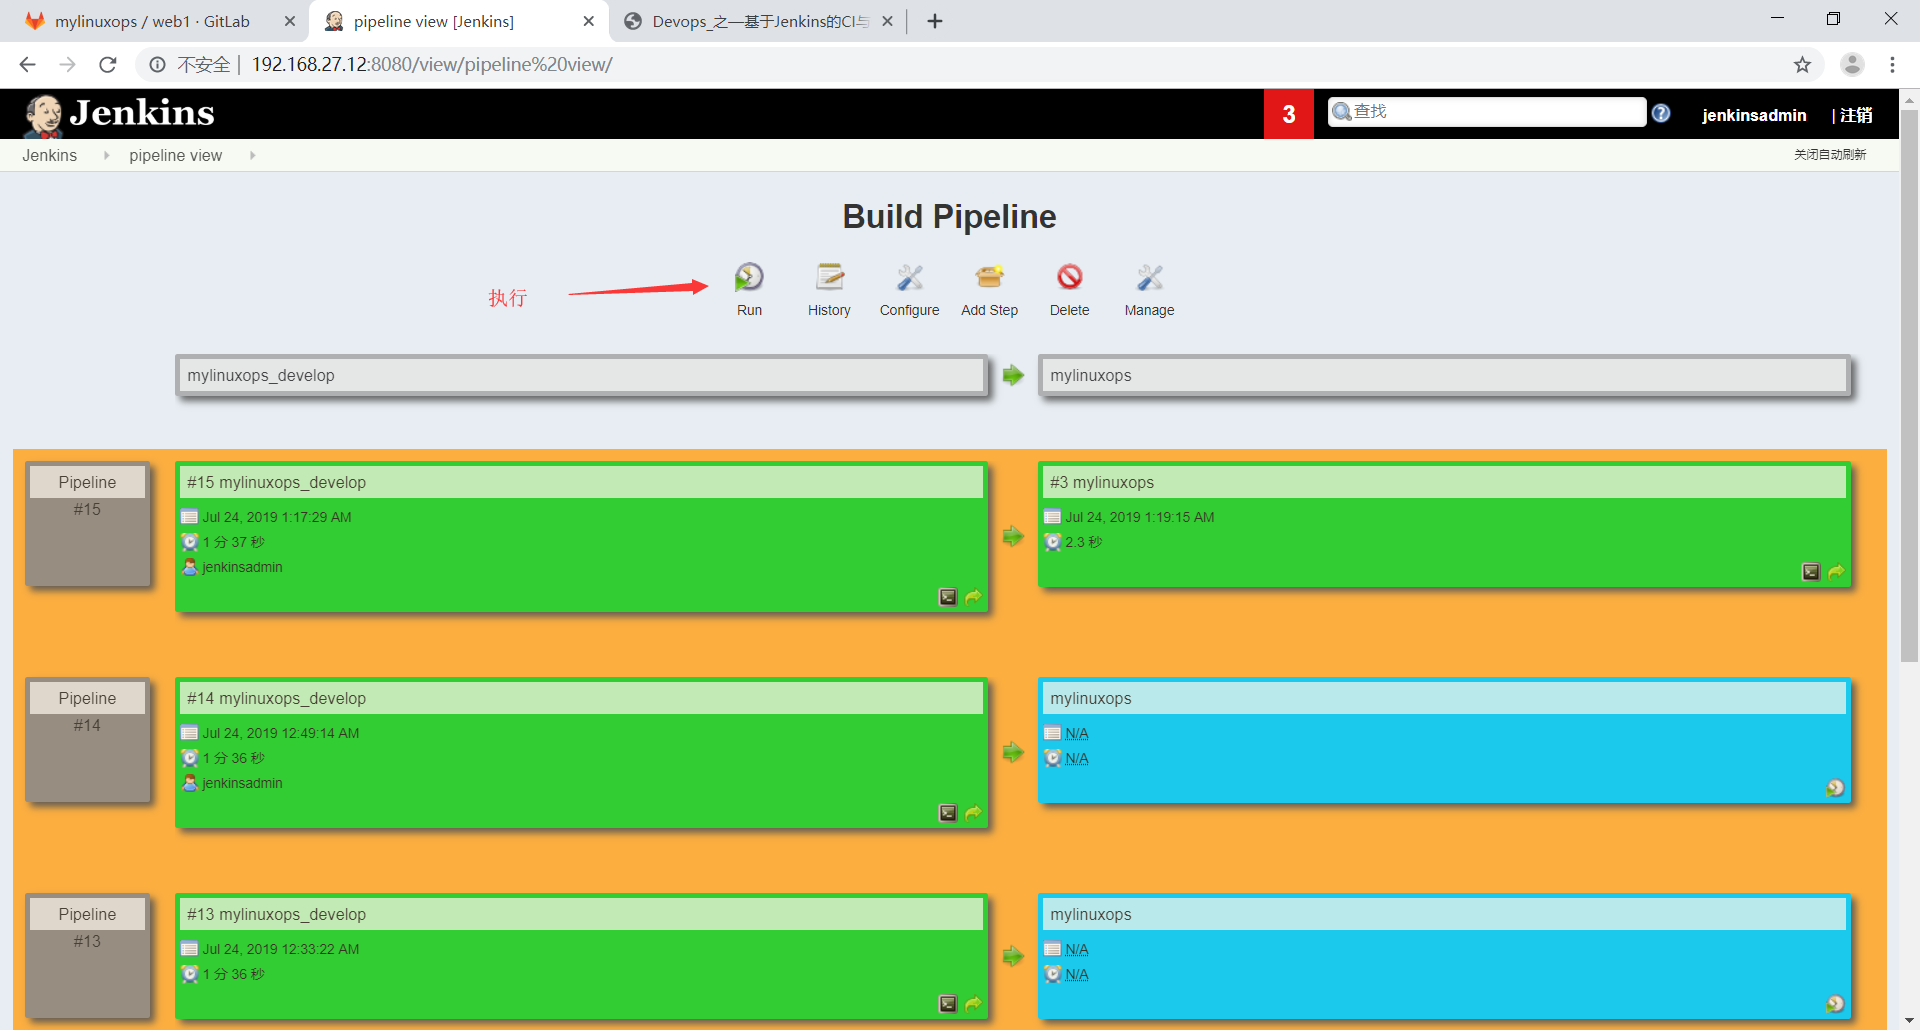 mylinuxops / web1 · GitLab
pipeline view [Jenkins]
Devops_之—基于Jenkins的CI与
不安全 | 192.168.27.12:8080/view/pipeline%20view/
Jenkins
3
查找
jenkinsadmin
| 注销
Jenkins
pipeline view
关闭自动刷新
Build Pipeline
执行
Run
History
Configure
Add Step
Delete
Manage
mylinuxops_develop
mylinuxops
Pipeline
#15
#15 mylinuxops_develop
Jul 24, 2019 1:17:29 AM
1 分 37 秒
jenkinsadmin
#3 mylinuxops
Jul 24, 2019 1:19:15 AM
2.3 秒
Pipeline
#14
#14 mylinuxops_develop
Jul 24, 2019 12:49:14 AM
1 分 36 秒
jenkinsadmin
mylinuxops
N/A
N/A
Pipeline
#13
#13 mylinuxops_develop
Jul 24, 2019 12:33:22 AM
1 分 36 秒
mylinuxops
N/A
N/A